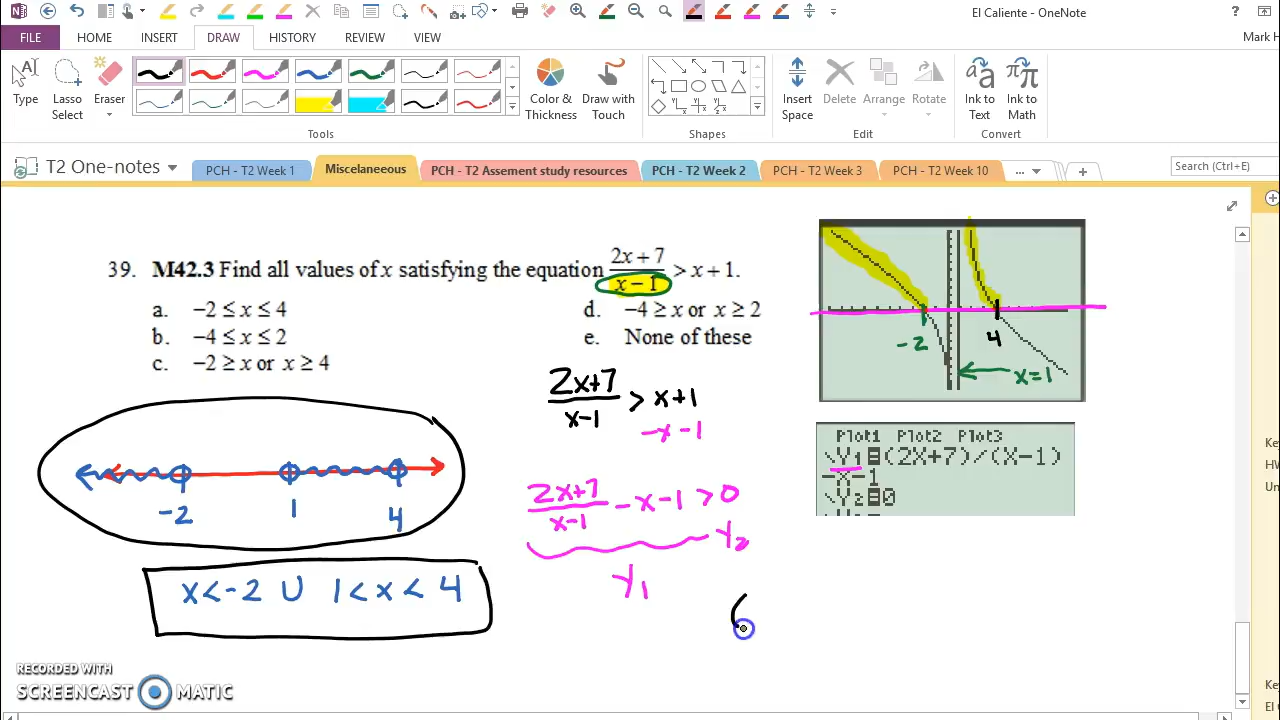 El Caliente - OneNote
FILE HOME INSERT DRAW HISTORY REVIEW VIEW
Mark H
Type
Lasso Select
Eraser
Color & Thickness
Draw with Touch
Insert Space
Delete
Arrange
Rotate
Ink to Text
Ink to Math
Tools
Shapes
Edit
Convert
T2 One-notes
PCH - T2 Week 1
Miscelaneeous
PCH - T2 Assement study resources
PCH - T2 Week 2
PCH - T2 Week 3
PCH - T2 Week 10
...
Search (Ctrl+E)
39. M42.3 Find all values of x satisfying the equation (2x + 7)/(x − 1) > x + 1.
a. −2 ≤ x ≤ 4
b. −4 ≤ x ≤ 2
c. −2 ≥ x or x ≥ 4
d. −4 ≥ x or x ≥ 2
e. None of these
2x+7/x-1 > x+1
-x-1
2x+7/x-1 -x-1 > 0
Y1
Y2
-2 1 4
x<-2 U 1<x<4
(
-2
4
x=1
Plot1 Plot2 Plot3
\Y1=(2X+7)/(X-1)
-X-1
\Y2=0
Key
HW
Un
Key
El
RECORDED WITH
SCREENCAST MATIC